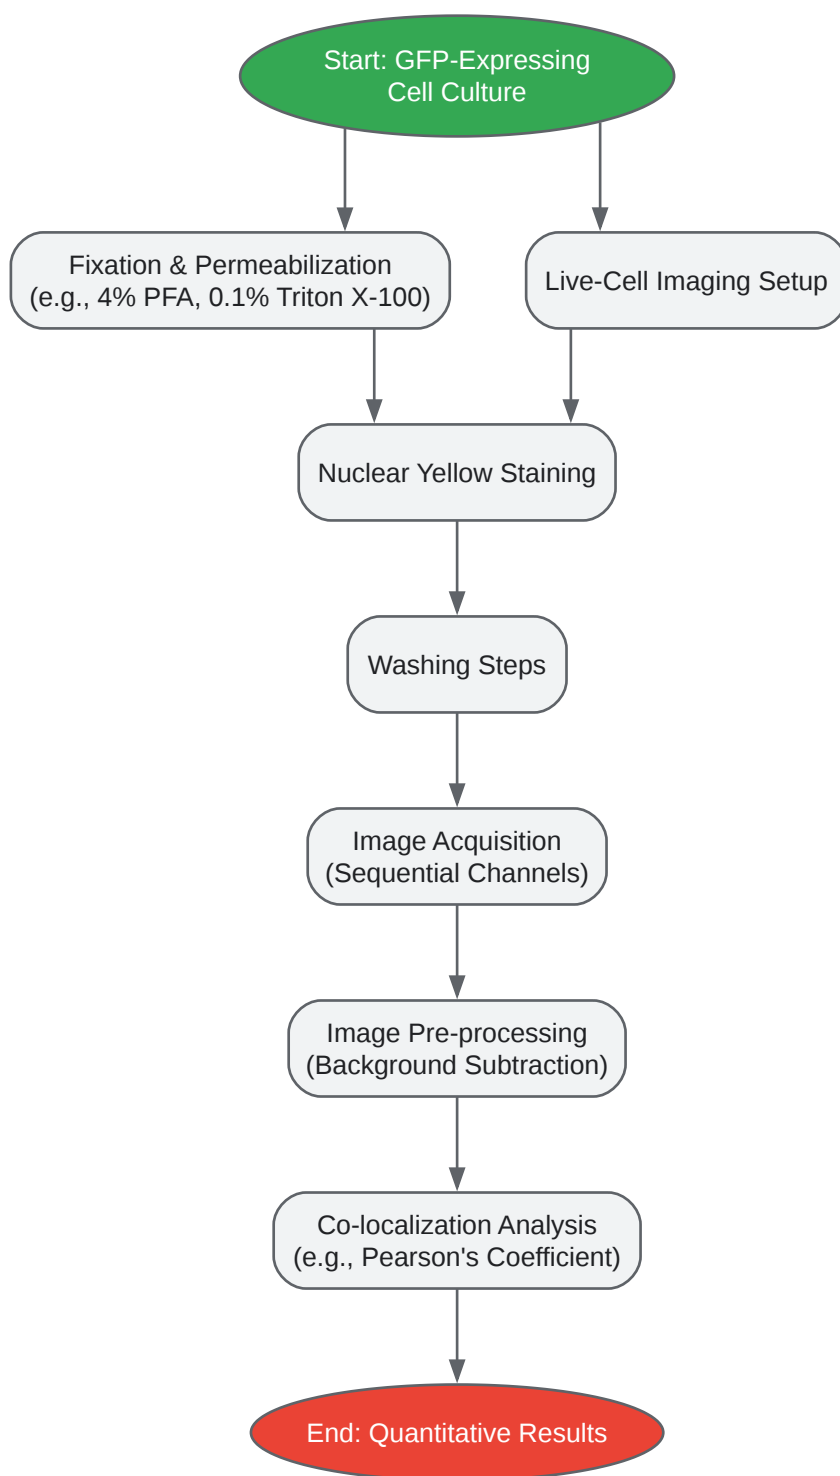 Start: GFP-Expressing
Cell Culture
Fixation & Permeabilization
(e.g., 4% PFA, 0.1% Triton X-100)
Live-Cell Imaging Setup
Nuclear Yellow Staining
Washing Steps
Image Acquisition
(Sequential Channels)
Image Pre-processing
(Background Subtraction)
Co-localization Analysis
(e.g., Pearson's Coefficient)
End: Quantitative Results